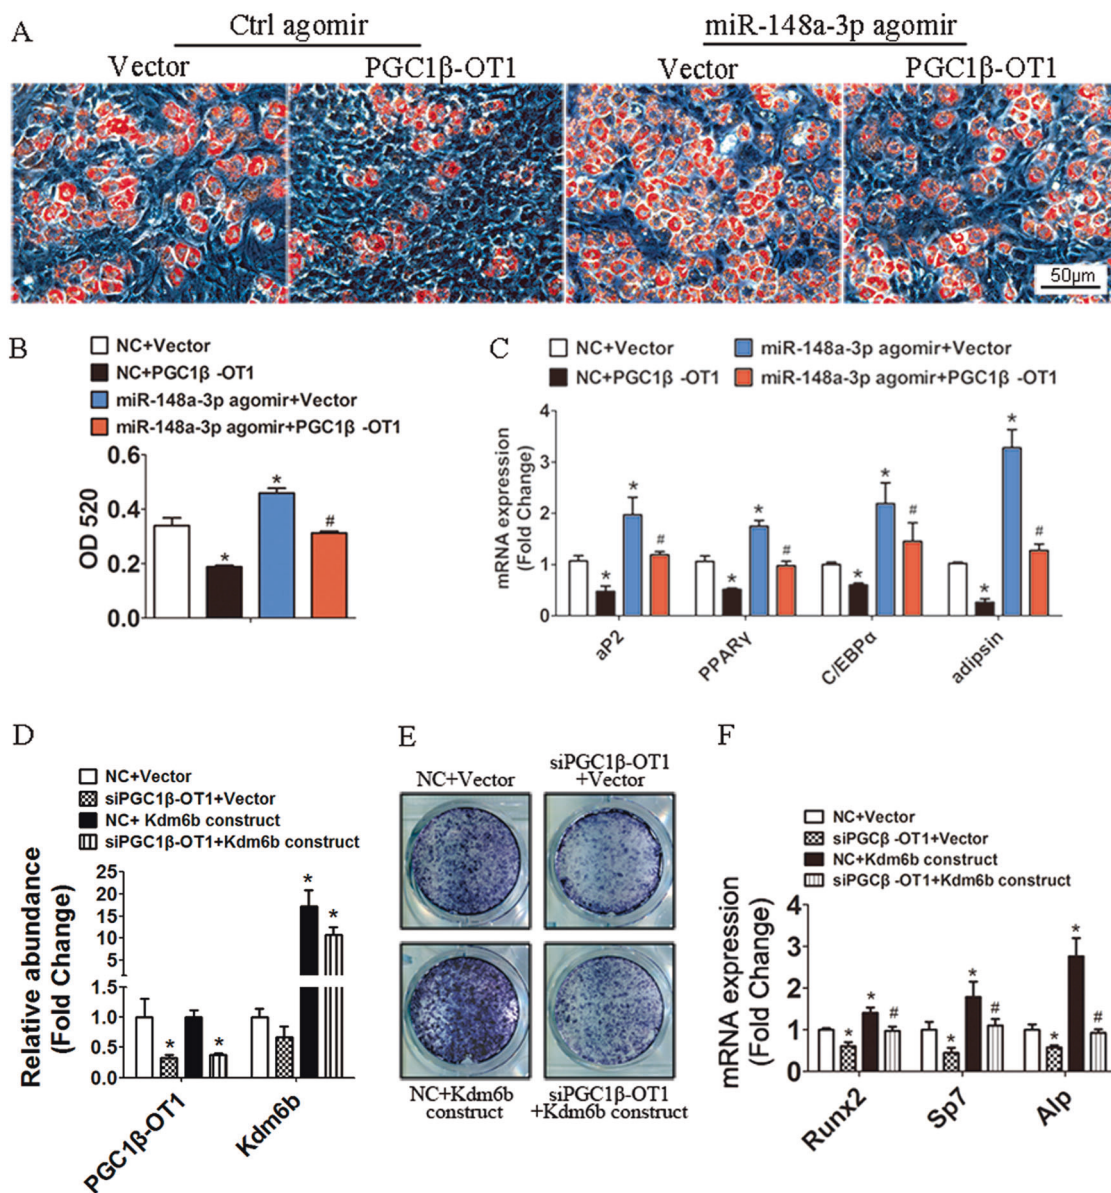 A
Ctrl agomir
miR-148a-3p agomir
Vector
PGC1β-OT1
Vector
PGC1β-OT1
50μm
B
NC+Vector
NC+PGC1β -OT1
miR-148a-3p agomir+Vector
miR-148a-3p agomir+PGC1β -OT1
OD 520
0.6
0.4
0.2
0.0
*
*
#
C
NC+Vector
miR-148a-3p agomir+Vector
NC+PGC1β -OT1
miR-148a-3p agomir+PGC1β -OT1
mRNA expression
(Fold Change)
4
3
2
1
0
* * #
* * #
* * #
* * #
aP2
PPARγ
C/EBPα
adipsin
D
NC+Vector
siPGC1β-OT1+Vector
NC+ Kdm6b construct
siPGC1β-OT1+Kdm6b construct
Relative abundance
(Fold Change)
25
20
15
10
5
1.0
0.5
0.0
* *
* *
PGC1β-OT1
Kdm6b
E
NC+Vector
siPGC1β-OT1
+Vector
NC+Kdm6b
construct
siPGC1β-OT1
+Kdm6b construct
F
NC+Vector
siPGCβ -OT1+Vector
NC+Kdm6b construct
siPGCβ -OT1+Kdm6b construct
mRNA expression
(Fold Change)
4
3
2
1
0
* * #
* * #
* * #
Runx2
Sp7
Alp